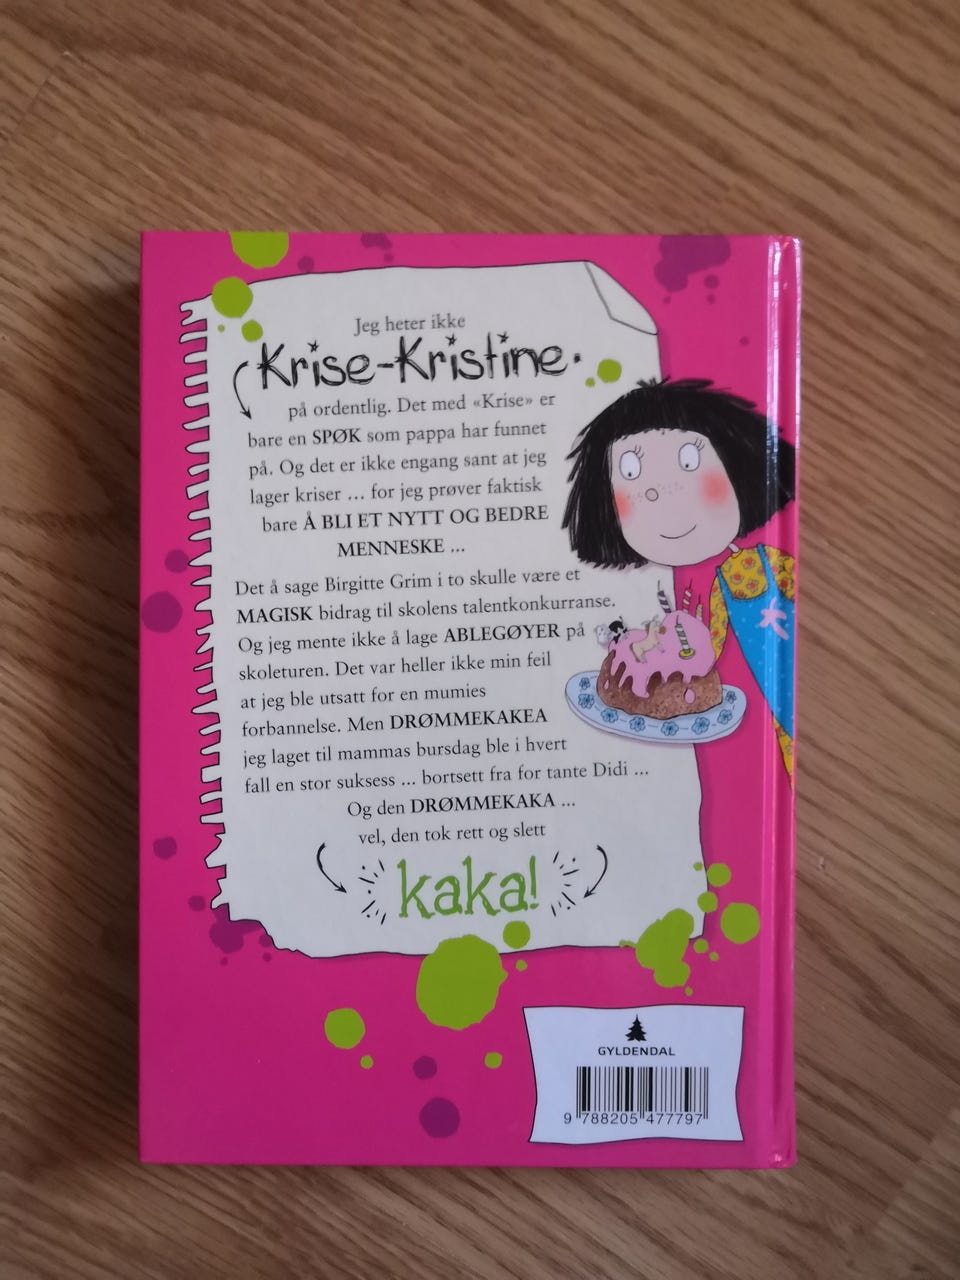 Jeg heter ikke
Krise-Kristine.
på ordentlig. Det med «Krise» er
bare en SPØK som pappa har funnet
på. Og det er ikke engang sant at jeg
lager kriser ... for jeg prøver faktisk
bare Å BLI ET NYTT OG BEDRE
MENNESKE ...
Det å sage Birgitte Grim i to skulle være et
MAGISK bidrag til skolens talentkonkurranse.
Og jeg mente ikke å lage ABLEGØYER på
skoleturen. Det var heller ikke min feil
at jeg ble utsatt for en mumies
forbannelse. Men DRØMMEKAKEA
jeg laget til mammas bursdag ble i hvert
fall en stor suksess ... bortsett fra for tante Didi ...
Og den DRØMMEKAKA ...
vel, den tok rett og slett
kaka!
GYLDENDAL
9 788205 477797